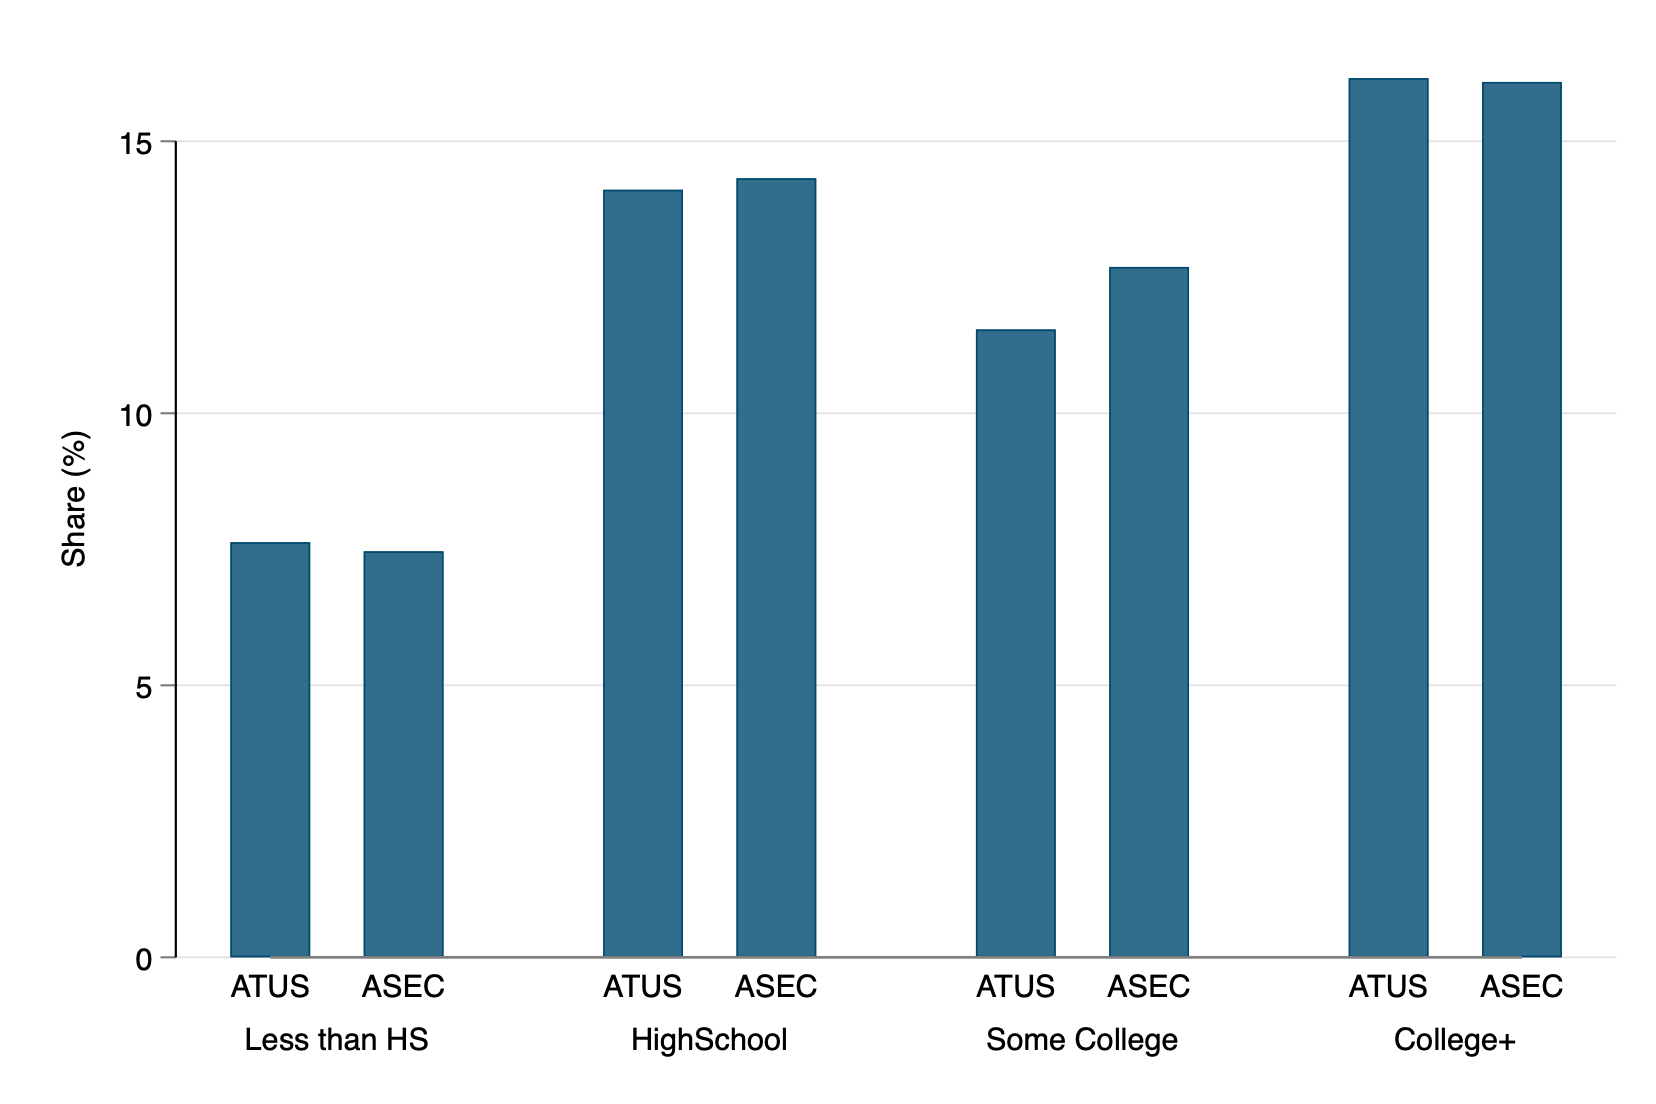 Share (%)
15
10
5
0
ATUS ASEC ATUS ASEC ATUS ASEC ATUS ASEC
Less than HS HighSchool Some College College+